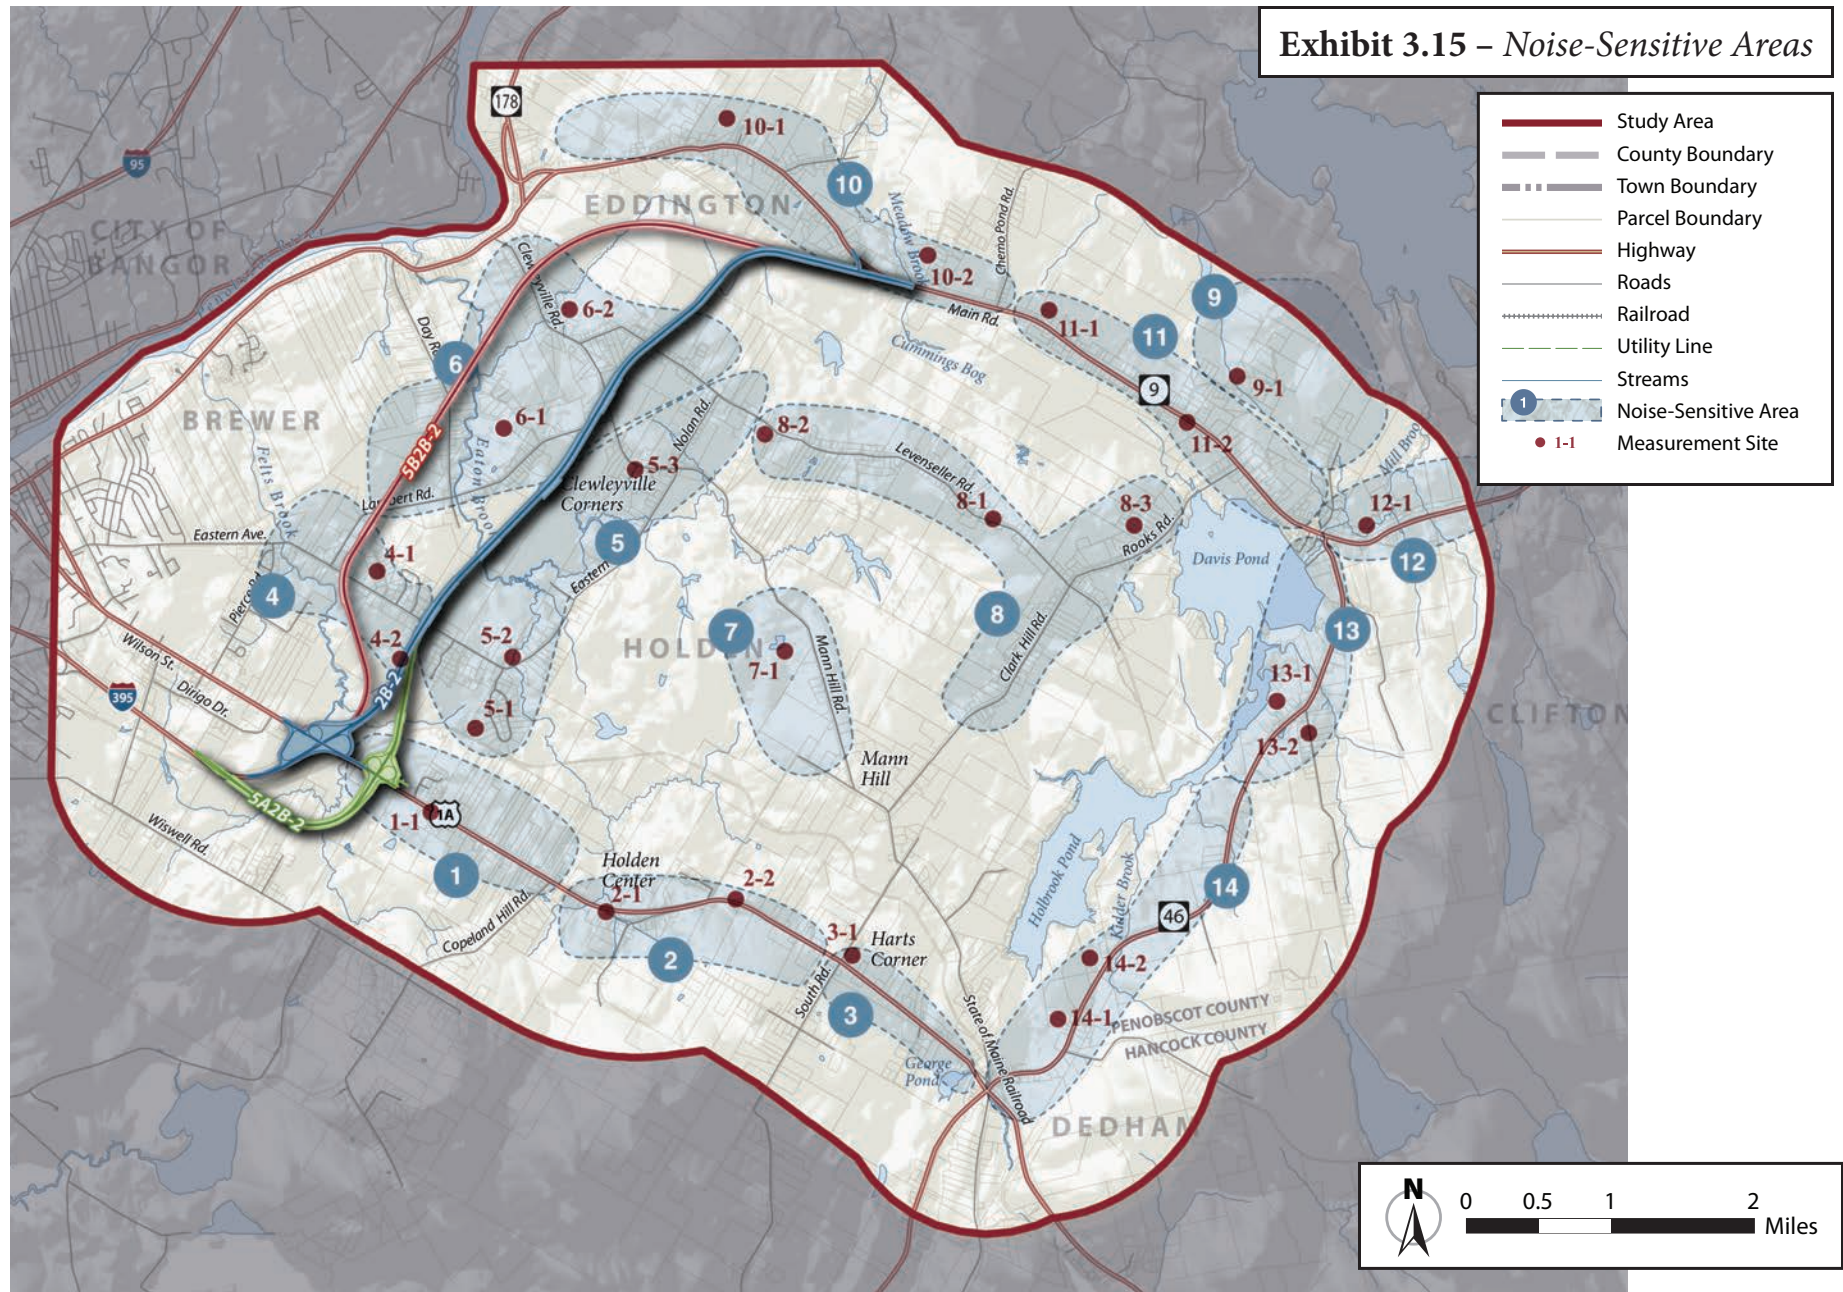 Exhibit 3.15 – Noise-Sensitive Areas
Study Area
County Boundary
Town Boundary
Parcel Boundary
Highway
Roads
Railroad
Utility Line
Streams
1
Noise-Sensitive Area
1-1
Measurement Site
178
95
CITY OF
BANGOR
EDDINGTON
10-1
10
Meadow Brook
10-2
Chemo Pond Rd.
Main Rd.
11-1
11
9
9-1
9
11-2
Cummings Bog
Clewleyville Rd.
6-2
Day Rd.
6
6-1
5B2B-2
BREWER
Felts Brook
Eaton Brook
Lambert Rd.
Nolan Rd.
5-3
Clewleyville
Corners
8-2
Levenseller Rd.
8-1
8-3
Rooks Rd.
Mill Brook
12-1
12
Eastern Ave.
4-1
Pierce Rd.
4
5
Eastern
Davis Pond
8
Clark Hill Rd.
13
HOLDEN
7
7-1
Mann Hill Rd.
4-2
5-2
5-1
2B-2
Wilson St.
Dirigo Dr.
395
13-1
13-2
CLIFTON
Mann
Hill
5A2B-2
Wiswell Rd.
1-1
1A
1
Holden
Center
2-1
2-2
Copeland Hill Rd.
2
3-1
Harts
Corner
South Rd.
3
Holbrook Pond
Kidder Brook
14
46
14-2
14-1
State of Maine Railroad
PENOBSCOT COUNTY
HANCOCK COUNTY
George
Pond
DEDHAM
N
0 0.5 1 2
Miles